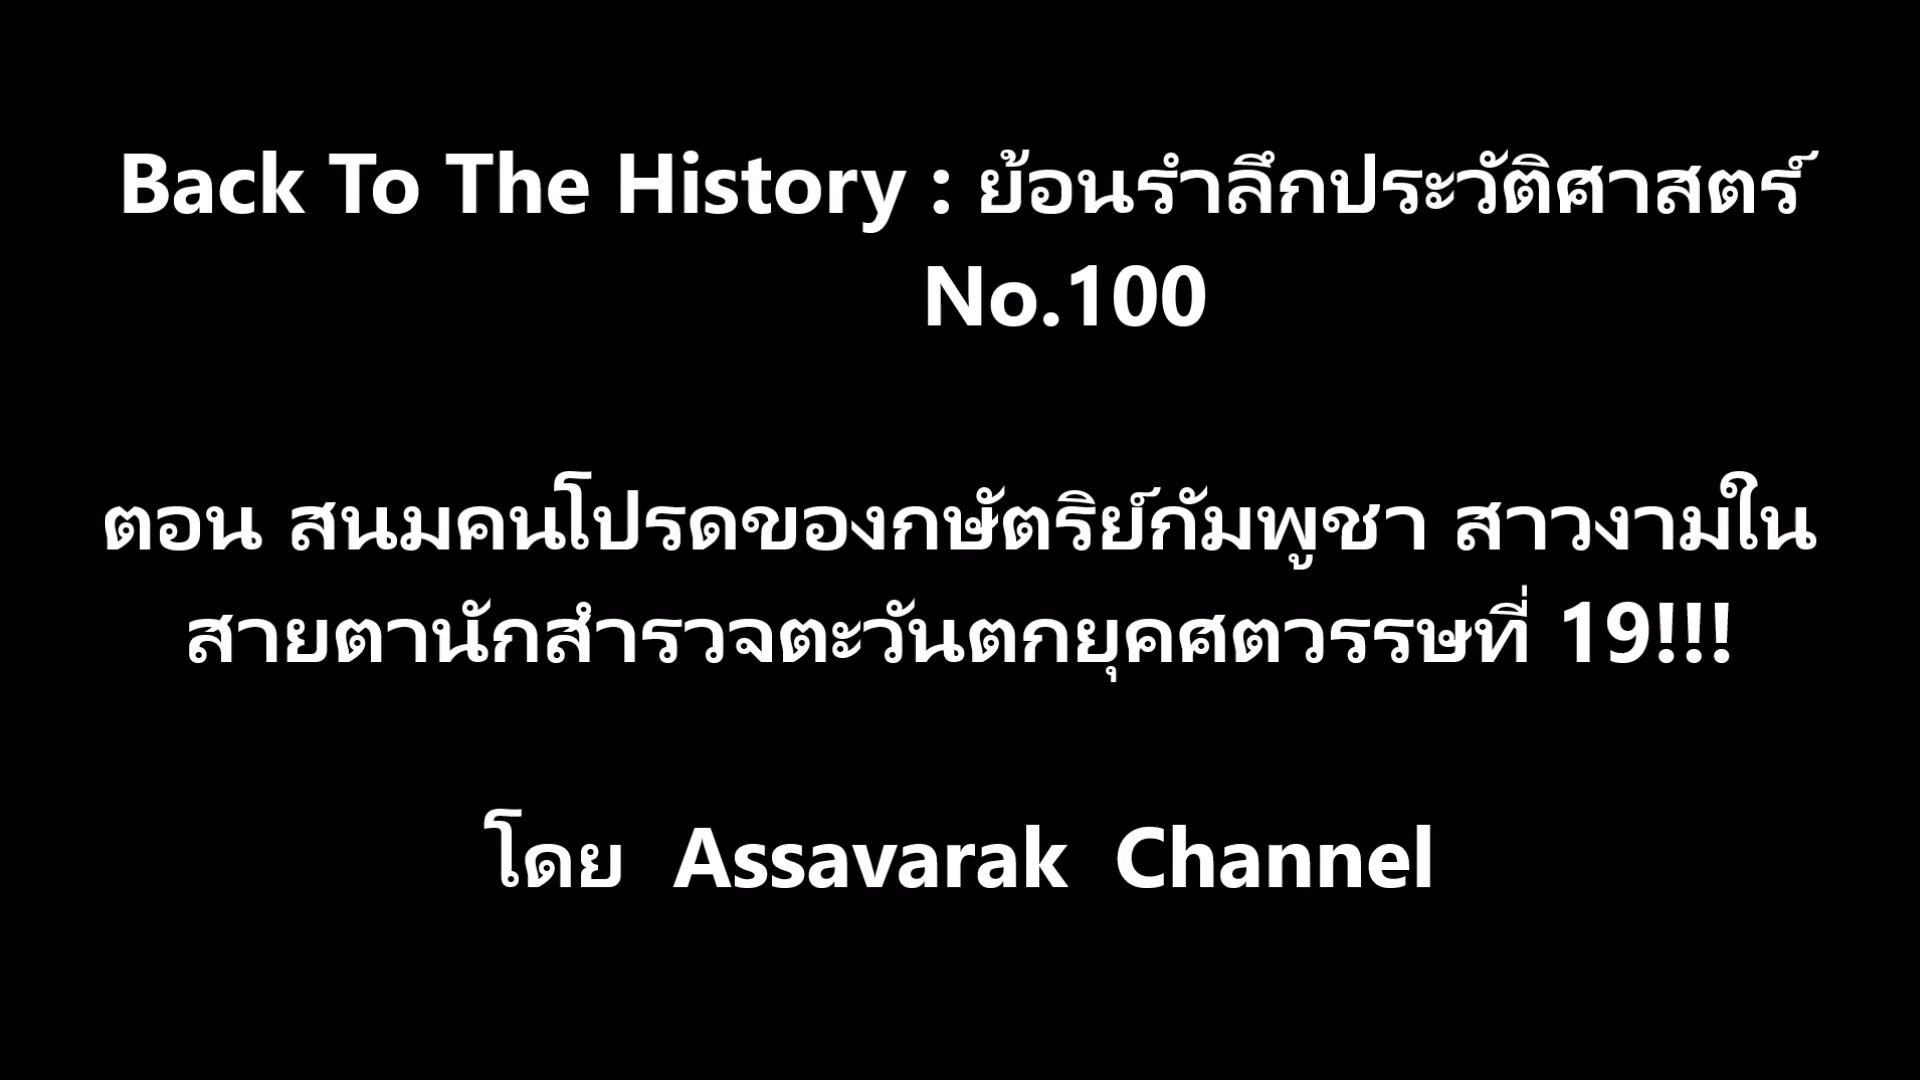 Back To The History : ย้อนรำลึกประวัติศาสตร์
No.100
ตอน สนมคนโปรดของกษัตริย์กัมพูชา สาวงามใน
สายตานักสำรวจตะวันตกยุคศตวรรษที่ 19!!!
โดย Assavarak Channel